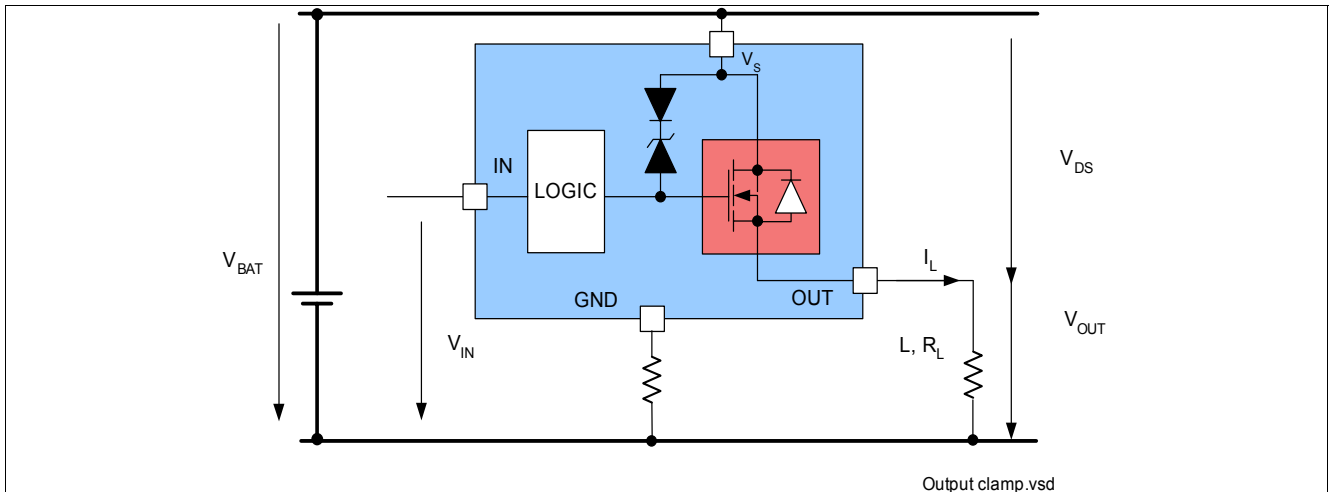 V_S
IN
LOGIC
V_DS
V_BAT
I_L
GND
OUT
V_IN
V_OUT
L, R_L
Output clamp.vsd